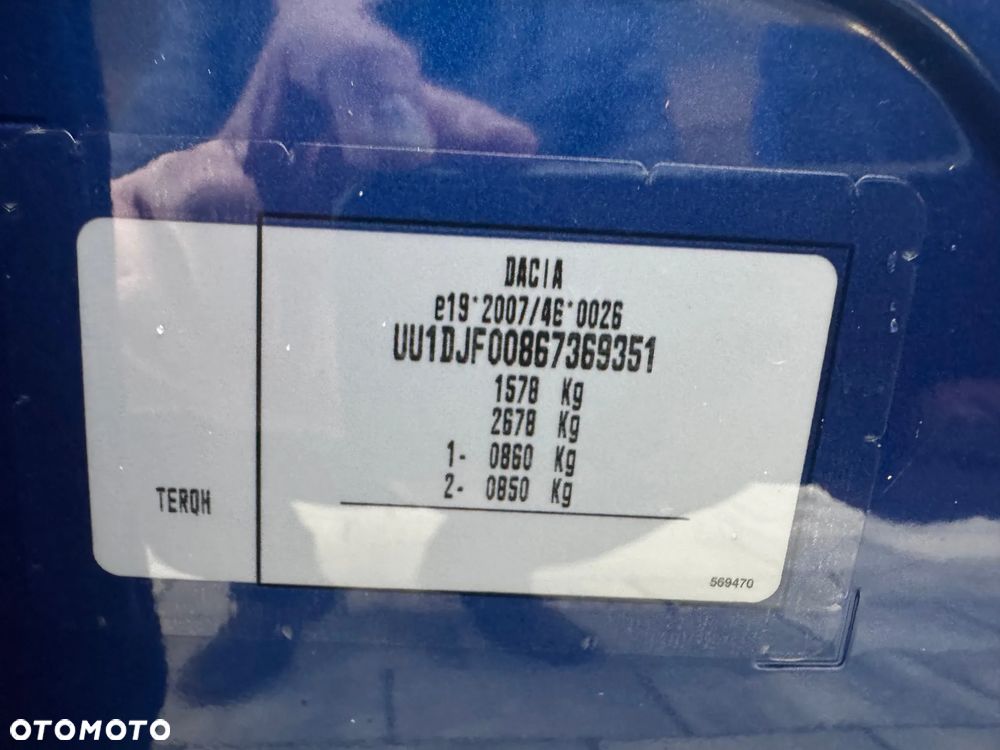 DACIA
e19*2007/46*0026
UU1DJF00867369351
1578 Kg
2678 Kg
1- 0860 Kg
2- 0850 Kg
TERQH
569470
OTOMOTO